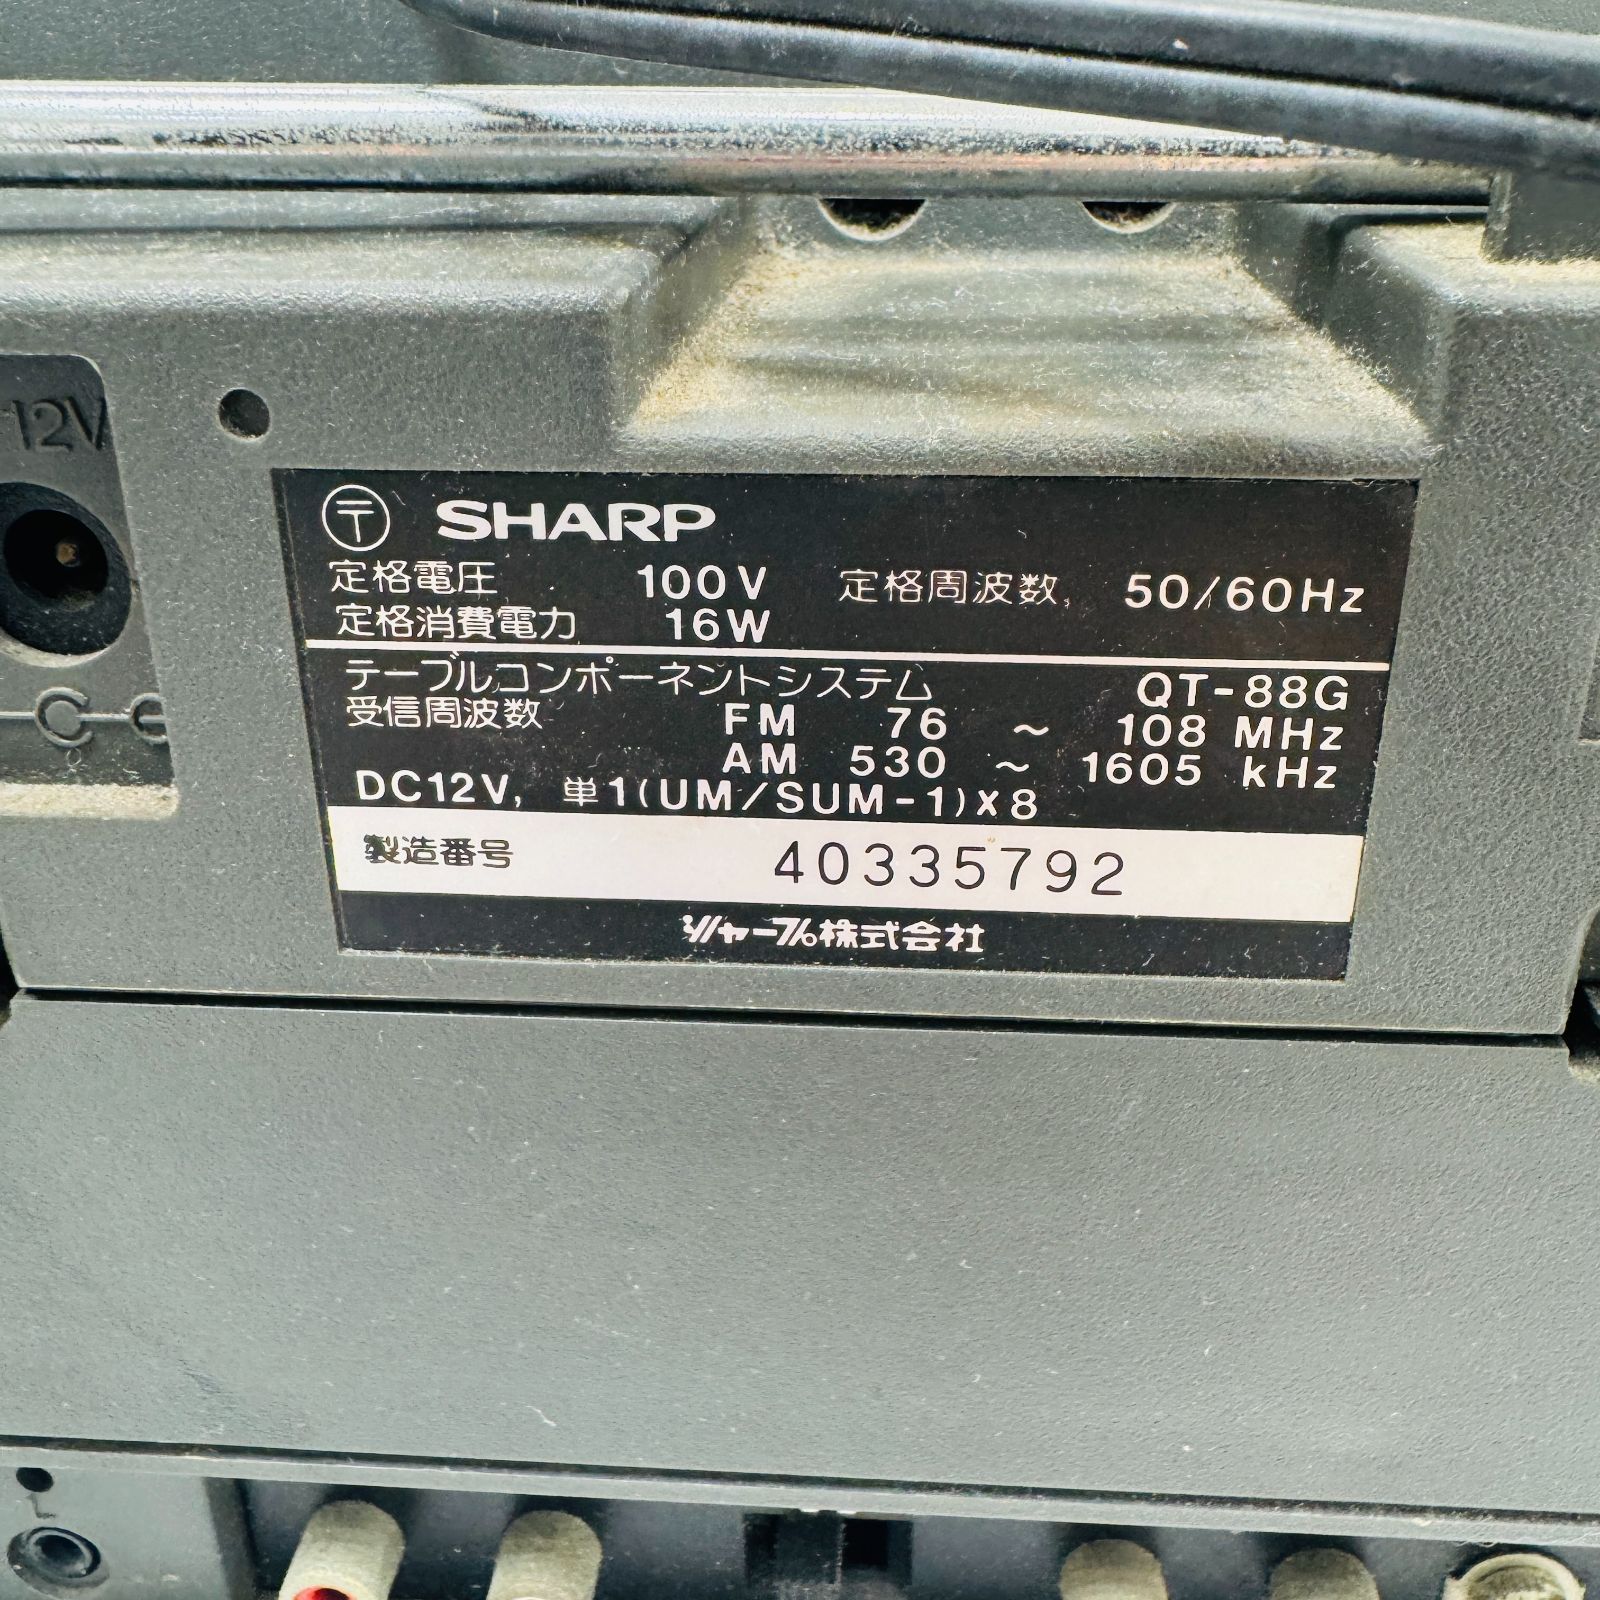 12V
〒 SHARP
定格電圧 100V 定格周波数 50/60Hz
定格消費電力 16W
テーブルコンポーネントシステム QT-88G
受信周波数 FM 76 ~ 108 MHz
AM 530 ~ 1605 kHz
DC12V, 単1(UM/SUM-1)×8
製造番号 40335792
シャープ株式会社
L